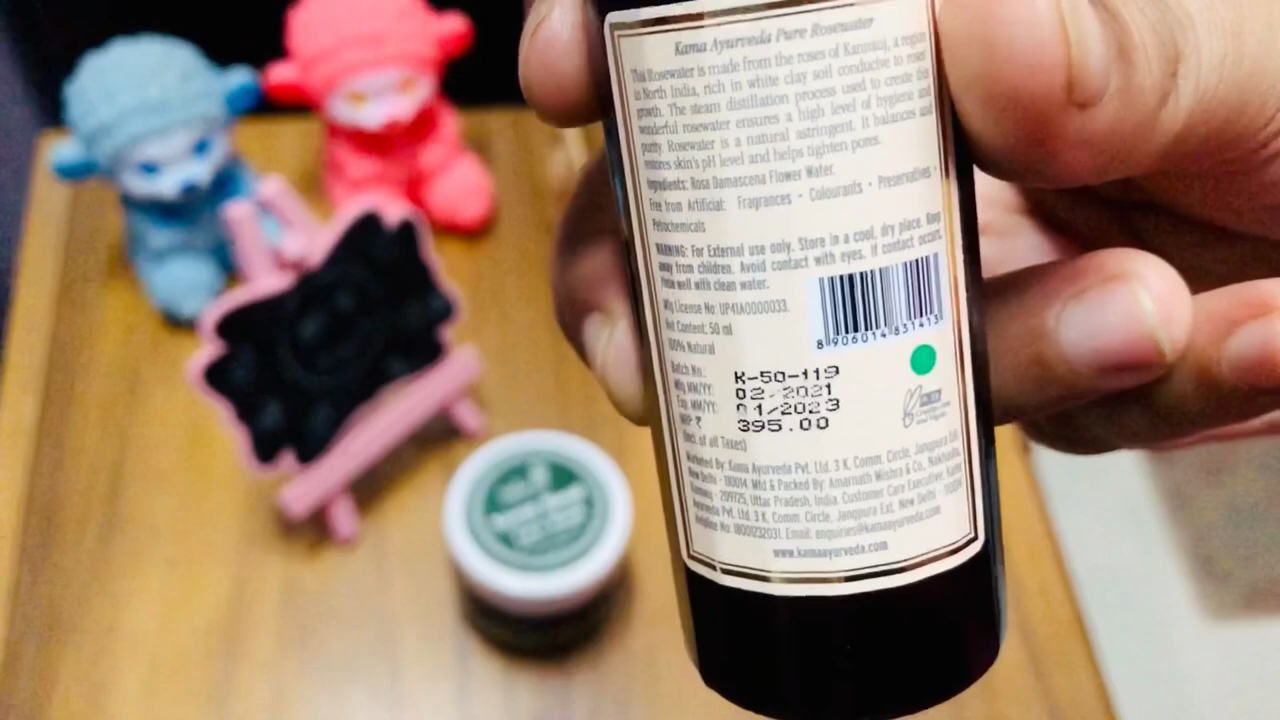 Kama Ayurveda Pure Rosewater
This Rosewater is made from the roses of Kannauj, a region
in North India, rich in white clay soil conducive to roses
growth. The steam distillation process used to create this
wonderful rosewater ensures a high level of hygiene and
purity. Rosewater is a natural astringent. It balances and
restores skin's pH level and helps tighten pores.
Ingredients: Rosa Damascena Flower Water.
Free from Artificial: Fragrances • Colourants • Preservatives •
Petrochemicals
WARNING: For External use only. Store in a cool, dry place. Keep
away from children. Avoid contact with eyes. If contact occurs,
rinse well with clean water.
Mfg License No: UP41A0000033.
Net Content: 50 ml
100% Natural
8 906014 831413
Batch No.: K-50-119
Mfg MM/YY: 02/2021
Exp. MM/YY: 01/2023
MRP ₹ 395.00
(Incl. of all Taxes)
Marketed By: Kama Ayurveda Pvt. Ltd. 3 K, Comm. Circle, Jangpura Ext.
New Delhi - 110014. Mfd & Packed By: Amarnath Mishra & Co., Nakhada,
Kannauj - 209725, Uttar Pradesh, India. Customer Care Executive, Kama
Ayurveda Pvt. Ltd. 3 K, Comm. Circle, Jangpura Ext. New Delhi - 110014
Helpline No: 18001232031. Email: enquiries@kamaayurveda.com
www.kamaayurveda.com